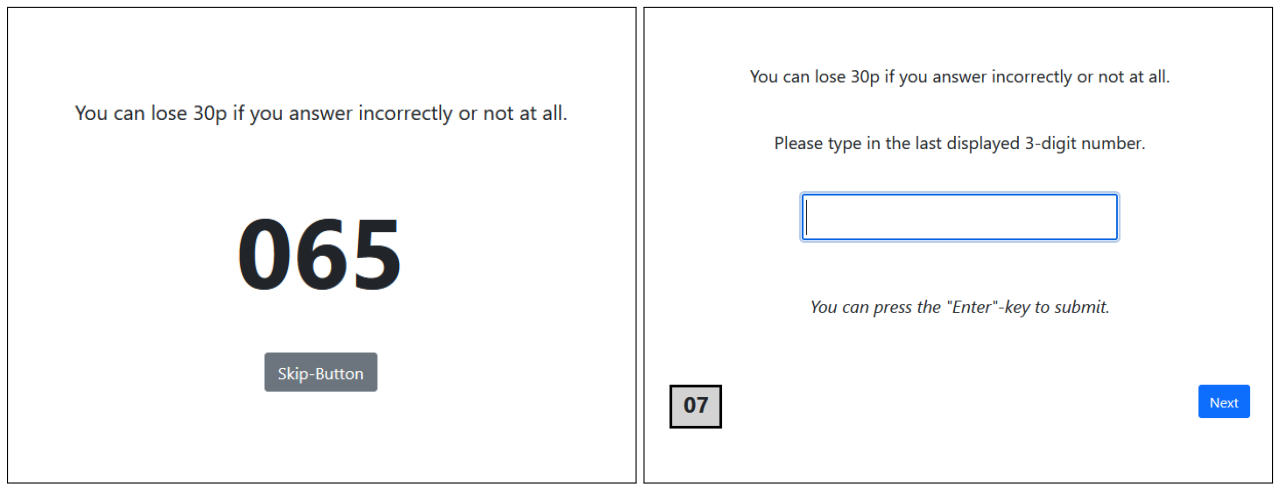 You can lose 30p if you answer incorrectly or not at all.
065
Skip-Button
You can lose 30p if you answer incorrectly or not at all.
Please type in the last displayed 3-digit number.
You can press the "Enter"-key to submit.
07
Next